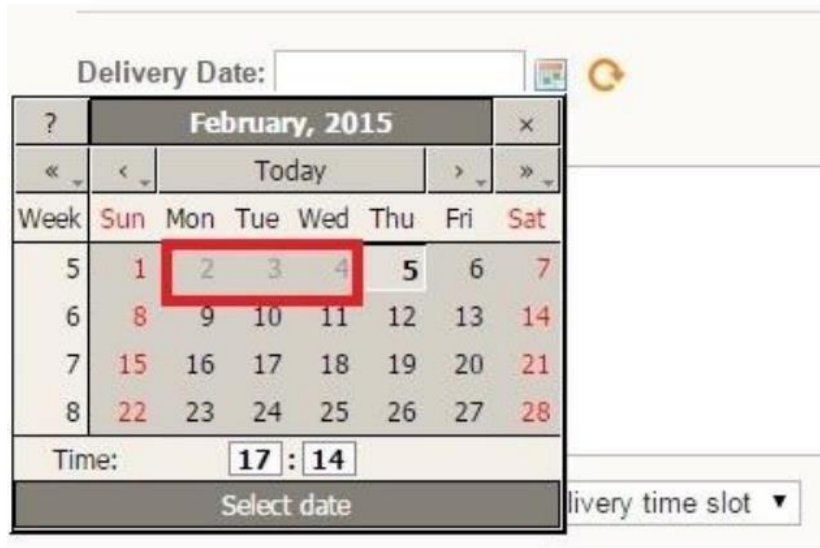 Delivery Date:
? February, 2015 ×
« ‹ Today › »
Week Sun Mon Tue Wed Thu Fri Sat
5 1 2 3 4 5 6 7
6 8 9 10 11 12 13 14
7 15 16 17 18 19 20 21
8 22 23 24 25 26 27 28
Time: 17 : 14
Select date
livery time slot ▼